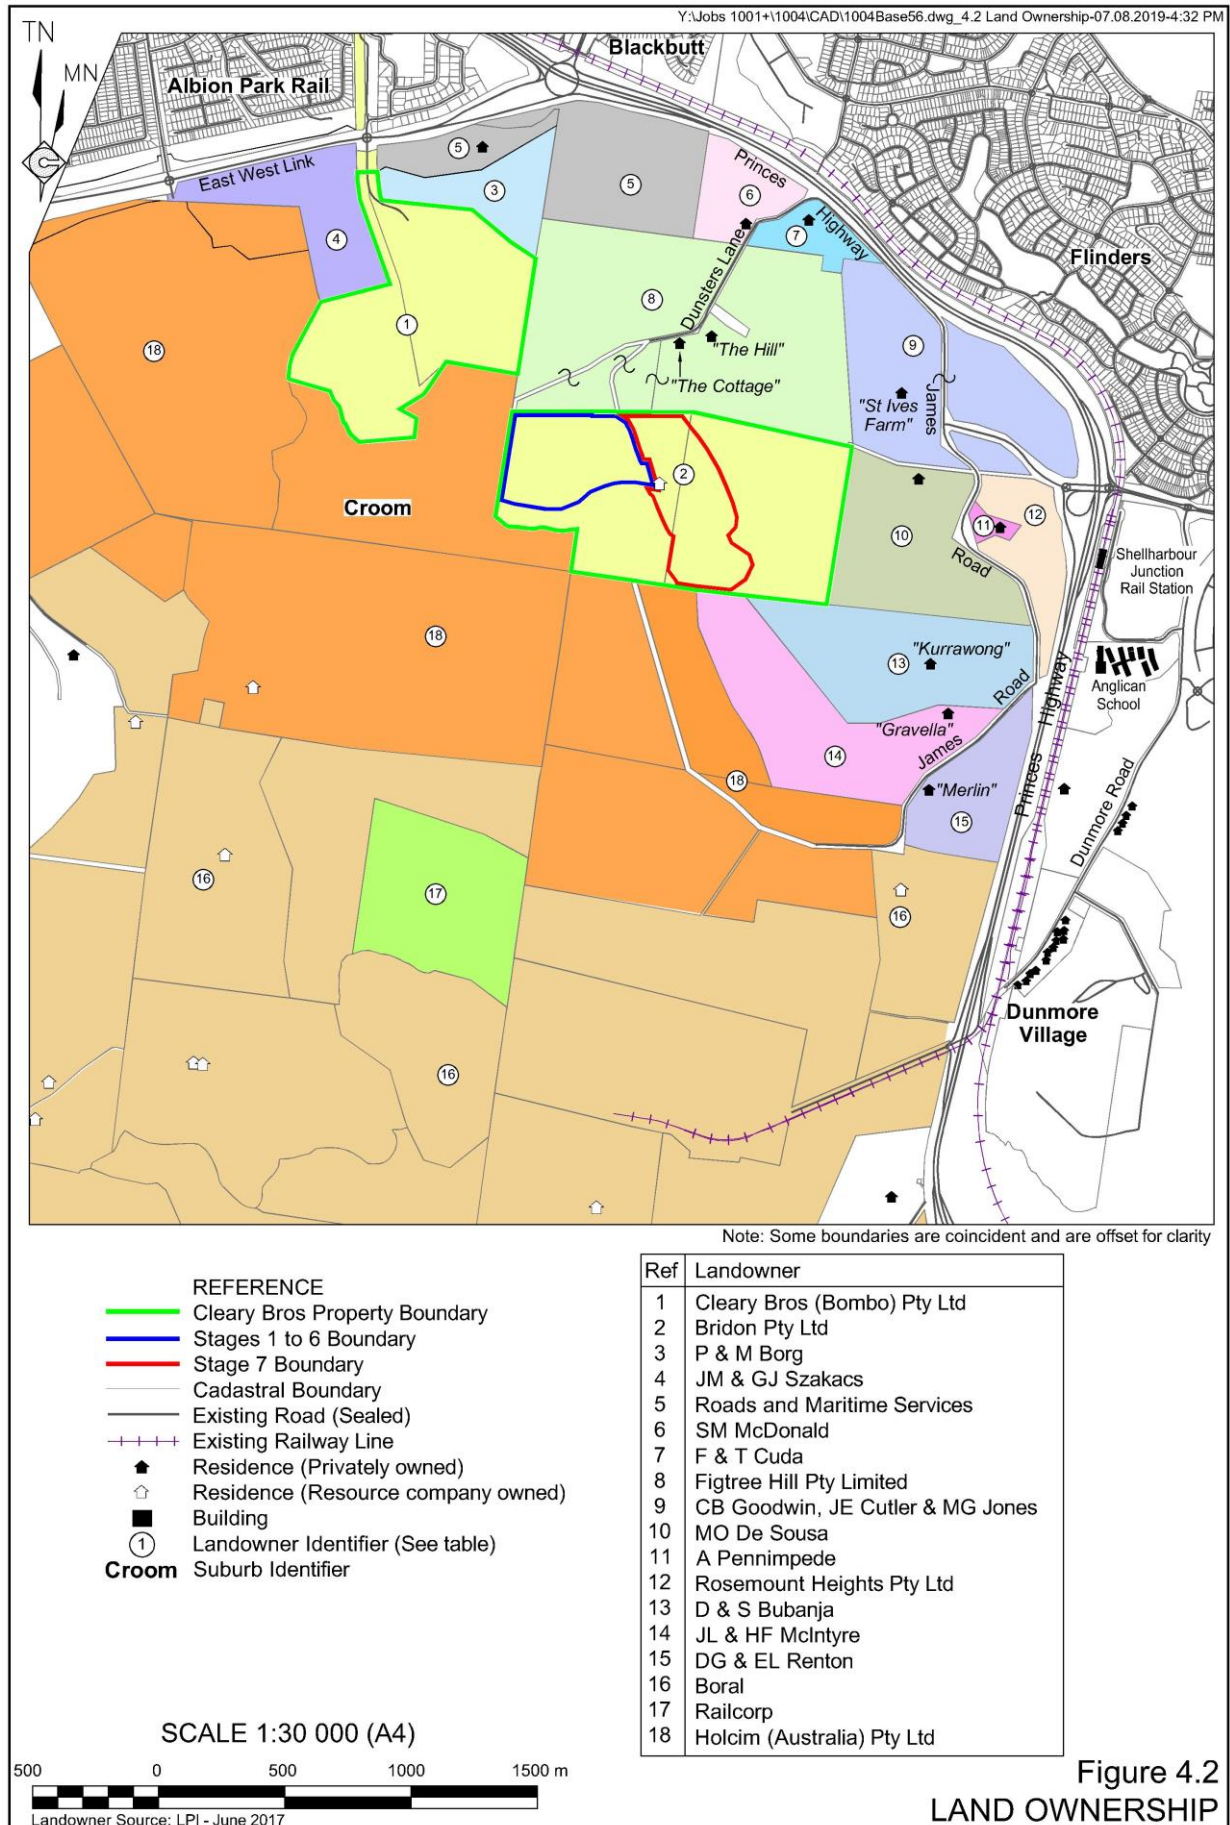 Y:\Jobs 1001+\1004\CAD\1004Base56.dwg_4.2 Land Ownership-07.08.2019-4:32 PM
TN
MN
Blackbutt
Albion Park Rail
East West Link
5
3
5
Princes
6
Highway
7
4
Flinders
Dunsters Lane
8
1
18
9
"The Hill"
"The Cottage"
James
"St Ives
Farm"
2
Croom
12
11
10
Road
Shellharbour
Junction
Rail Station
18
"Kurrawong"
13
Road
Anglican
School
Princes Highway
"Gravella"
James
14
18
"Merlin"
15
Dunmore Road
16
17
16
Dunmore
Village
16
Note: Some boundaries are coincident and are offset for clarity
REFERENCE
Cleary Bros Property Boundary
Stages 1 to 6 Boundary
Stage 7 Boundary
Cadastral Boundary
Existing Road (Sealed)
Existing Railway Line
Residence (Privately owned)
Residence (Resource company owned)
Building
1 Landowner Identifier (See table)
Croom Suburb Identifier
Ref Landowner
1 Cleary Bros (Bombo) Pty Ltd
2 Bridon Pty Ltd
3 P & M Borg
4 JM & GJ Szakacs
5 Roads and Maritime Services
6 SM McDonald
7 F & T Cuda
8 Figtree Hill Pty Limited
9 CB Goodwin, JE Cutler & MG Jones
10 MO De Sousa
11 A Pennimpede
12 Rosemount Heights Pty Ltd
13 D & S Bubanja
14 JL & HF McIntyre
15 DG & EL Renton
16 Boral
17 Railcorp
18 Holcim (Australia) Pty Ltd
SCALE 1:30 000 (A4)
500 0 500 1000 1500 m
Landowner Source: LPI - June 2017
Figure 4.2
LAND OWNERSHIP